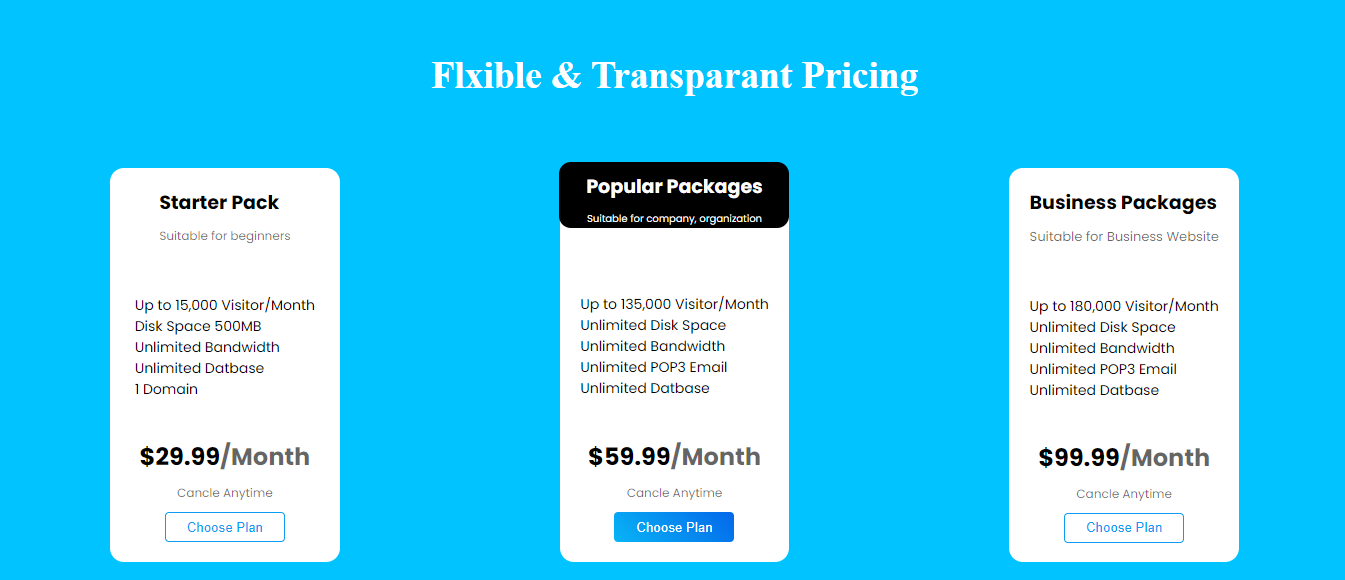 Flxible & Transparant Pricing
Starter Pack
Suitable for beginners
Up to 15,000 Visitor/Month
Disk Space 500MB
Unlimited Bandwidth
Unlimited Datbase
1 Domain
$29.99/Month
Cancle Anytime
Choose Plan
Popular Packages
Suitable for company, organization
Up to 135,000 Visitor/Month
Unlimited Disk Space
Unlimited Bandwidth
Unlimited POP3 Email
Unlimited Datbase
$59.99/Month
Cancle Anytime
Choose Plan
Business Packages
Suitable for Business Website
Up to 180,000 Visitor/Month
Unlimited Disk Space
Unlimited Bandwidth
Unlimited POP3 Email
Unlimited Datbase
$99.99/Month
Cancle Anytime
Choose Plan